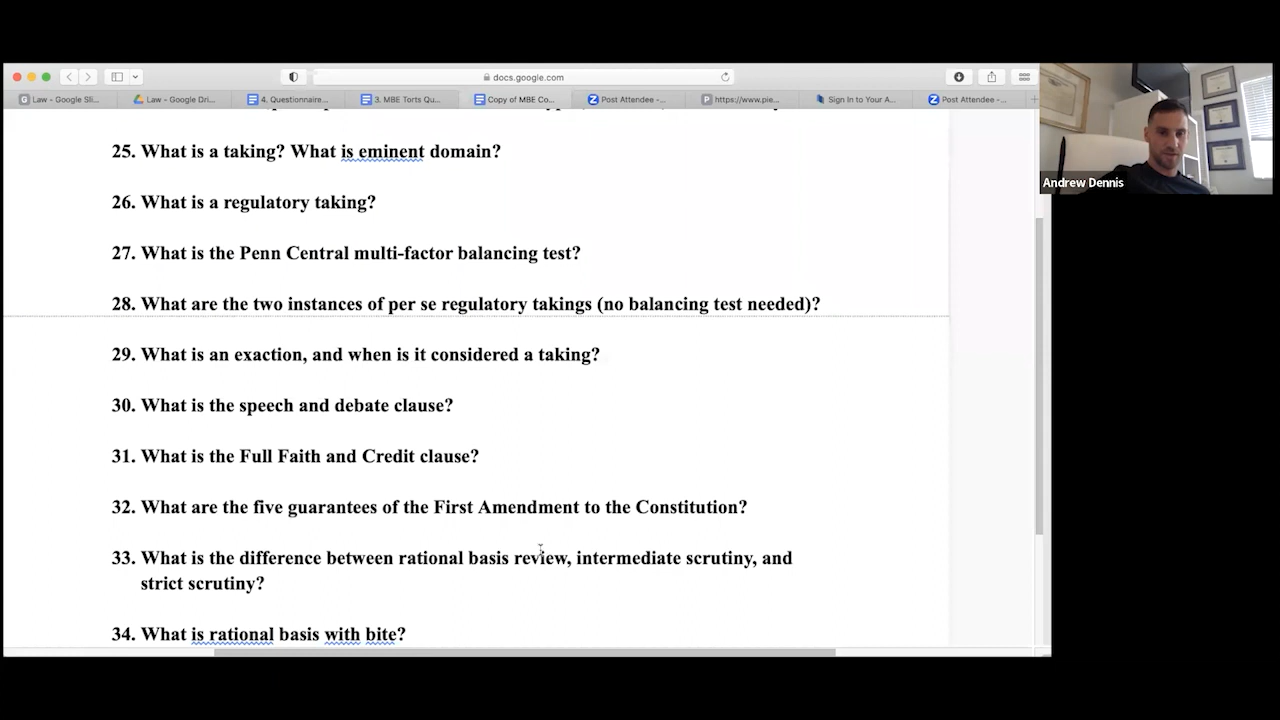 docs.google.com
Law - Google Sli...
Law - Google Dri...
4. Questionnaire...
3. MBE Torts Qu...
Copy of MBE Co...
Post Attendee -...
https://www.pie...
Sign In to Your A...
Post Attendee -...
Andrew Dennis
25. What is a taking? What is eminent domain?
26. What is a regulatory taking?
27. What is the Penn Central multi-factor balancing test?
28. What are the two instances of per se regulatory takings (no balancing test needed)?
29. What is an exaction, and when is it considered a taking?
30. What is the speech and debate clause?
31. What is the Full Faith and Credit clause?
32. What are the five guarantees of the First Amendment to the Constitution?
33. What is the difference between rational basis review, intermediate scrutiny, and
strict scrutiny?
34. What is rational basis with bite?